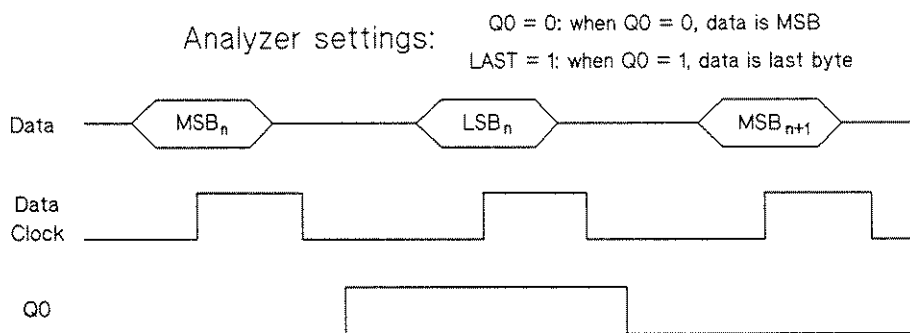 Analyzer settings:
Q0 = 0: when Q0 = 0, data is MSB
LAST = 1: when Q0 = 1, data is last byte
Data
MSBn
LSBn
MSBn+1
Data
Clock
Q0